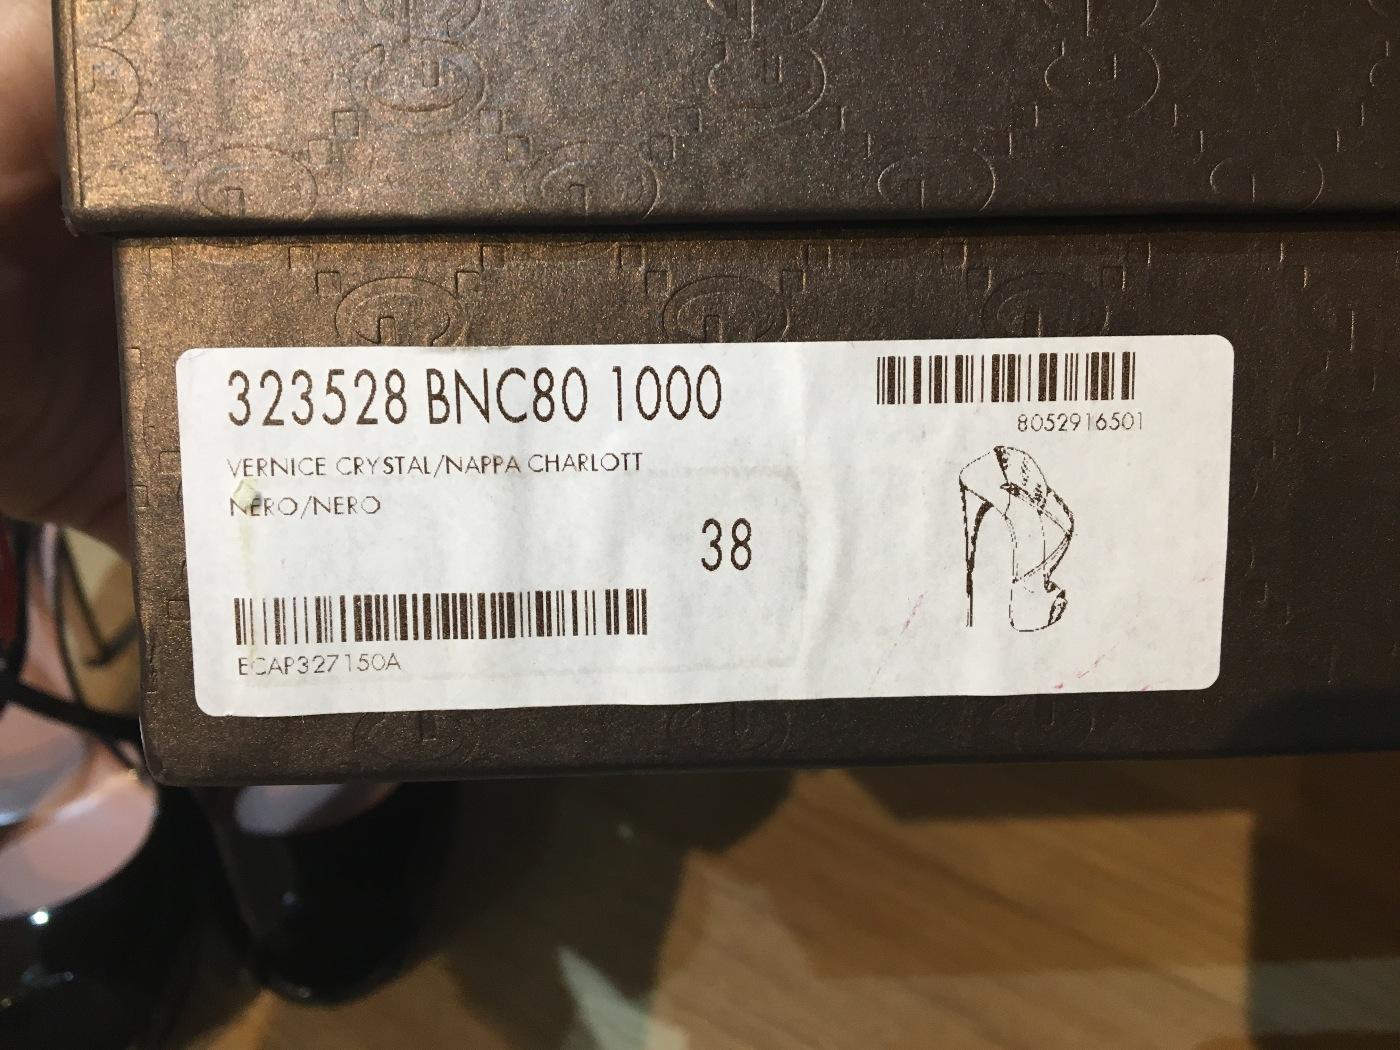 323528 BNC80 1000
8052916501
VERNICE CRYSTAL/NAPPA CHARLOTT
NERO/NERO
38
ECAP327150A